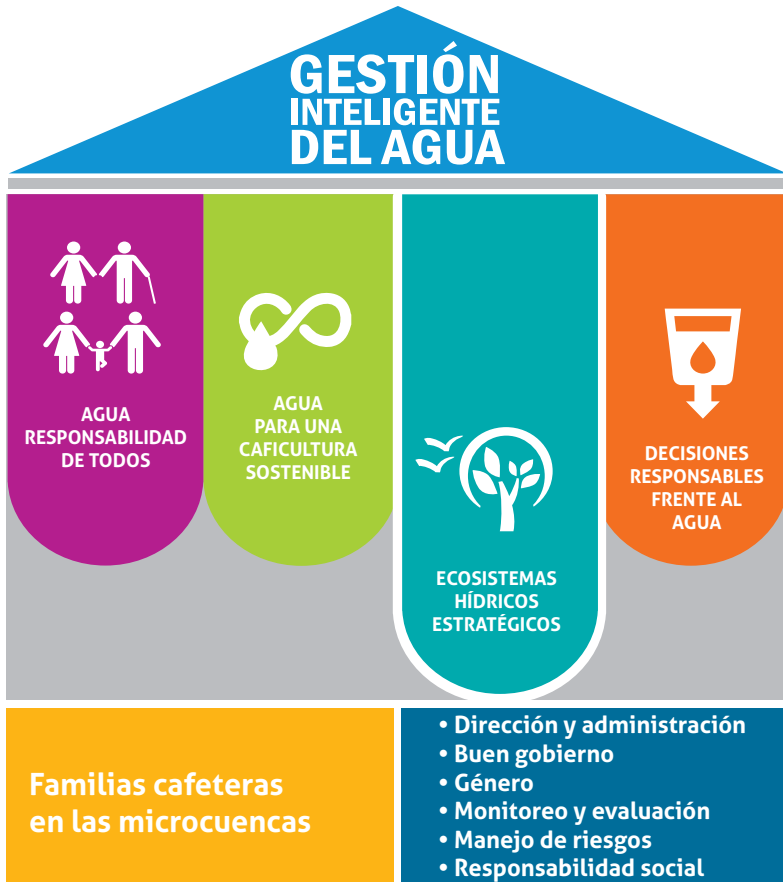 GESTIÓN
INTELIGENTE
DEL AGUA
AGUA
RESPONSABILIDAD
DE TODOS
AGUA
PARA UNA
CAFICULTURA
SOSTENIBLE
ECOSISTEMAS
HÍDRICOS
ESTRATÉGICOS
DECISIONES
RESPONSABLES
FRENTE AL
AGUA
Familias cafeteras
en las microcuencas
• Dirección y administración
• Buen gobierno
• Género
• Monitoreo y evaluación
• Manejo de riesgos
• Responsabilidad social